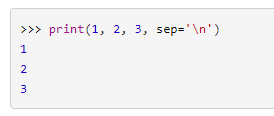 >>> print(1, 2, 3, sep='\n')
1
2
3